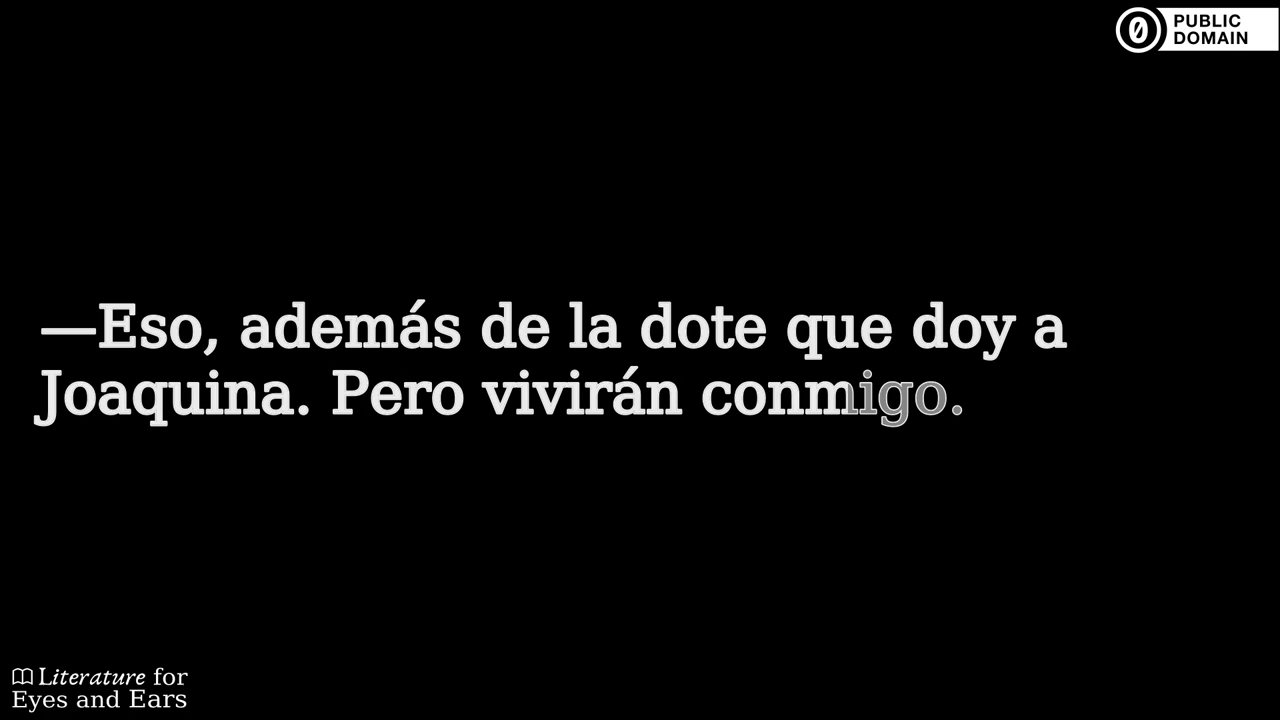 PUBLIC
DOMAIN
—Eso, además de la dote que doy a
Joaquina. Pero vivirán conmigo.
Literature for
Eyes and Ears